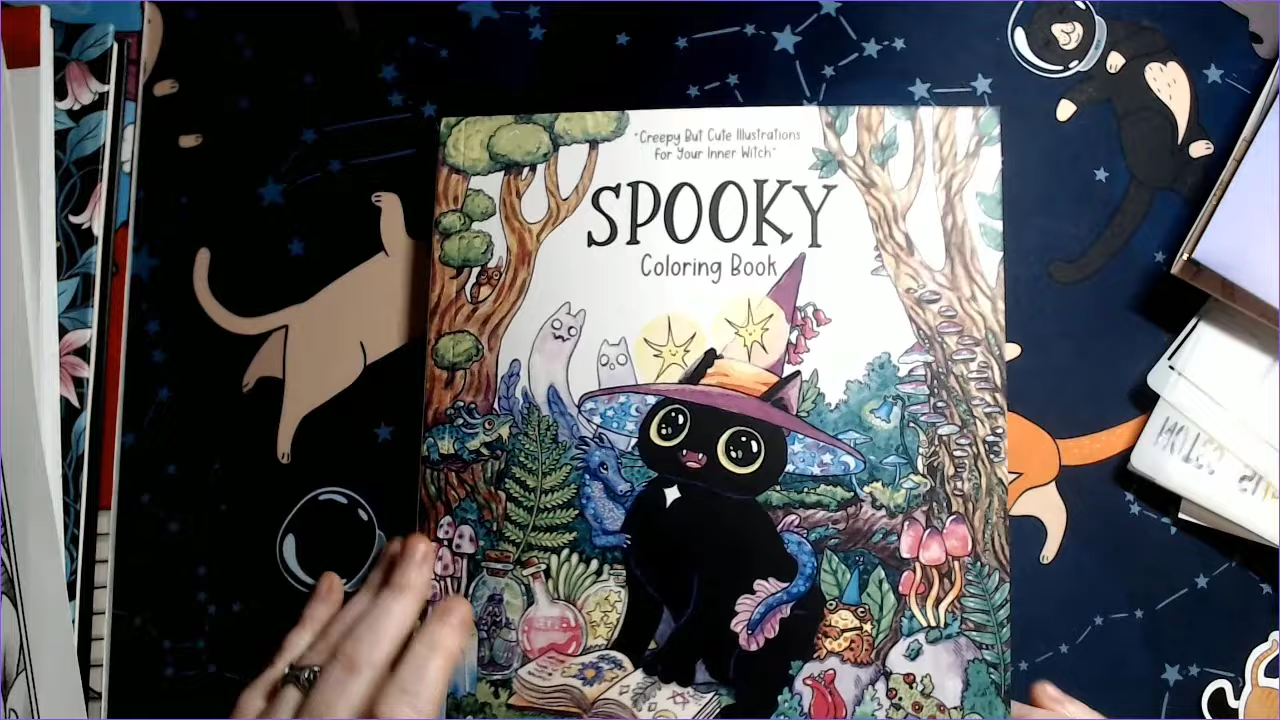 "Creepy But Cute Illustrations
for Your Inner Witch"
SPOOKY
Coloring Book